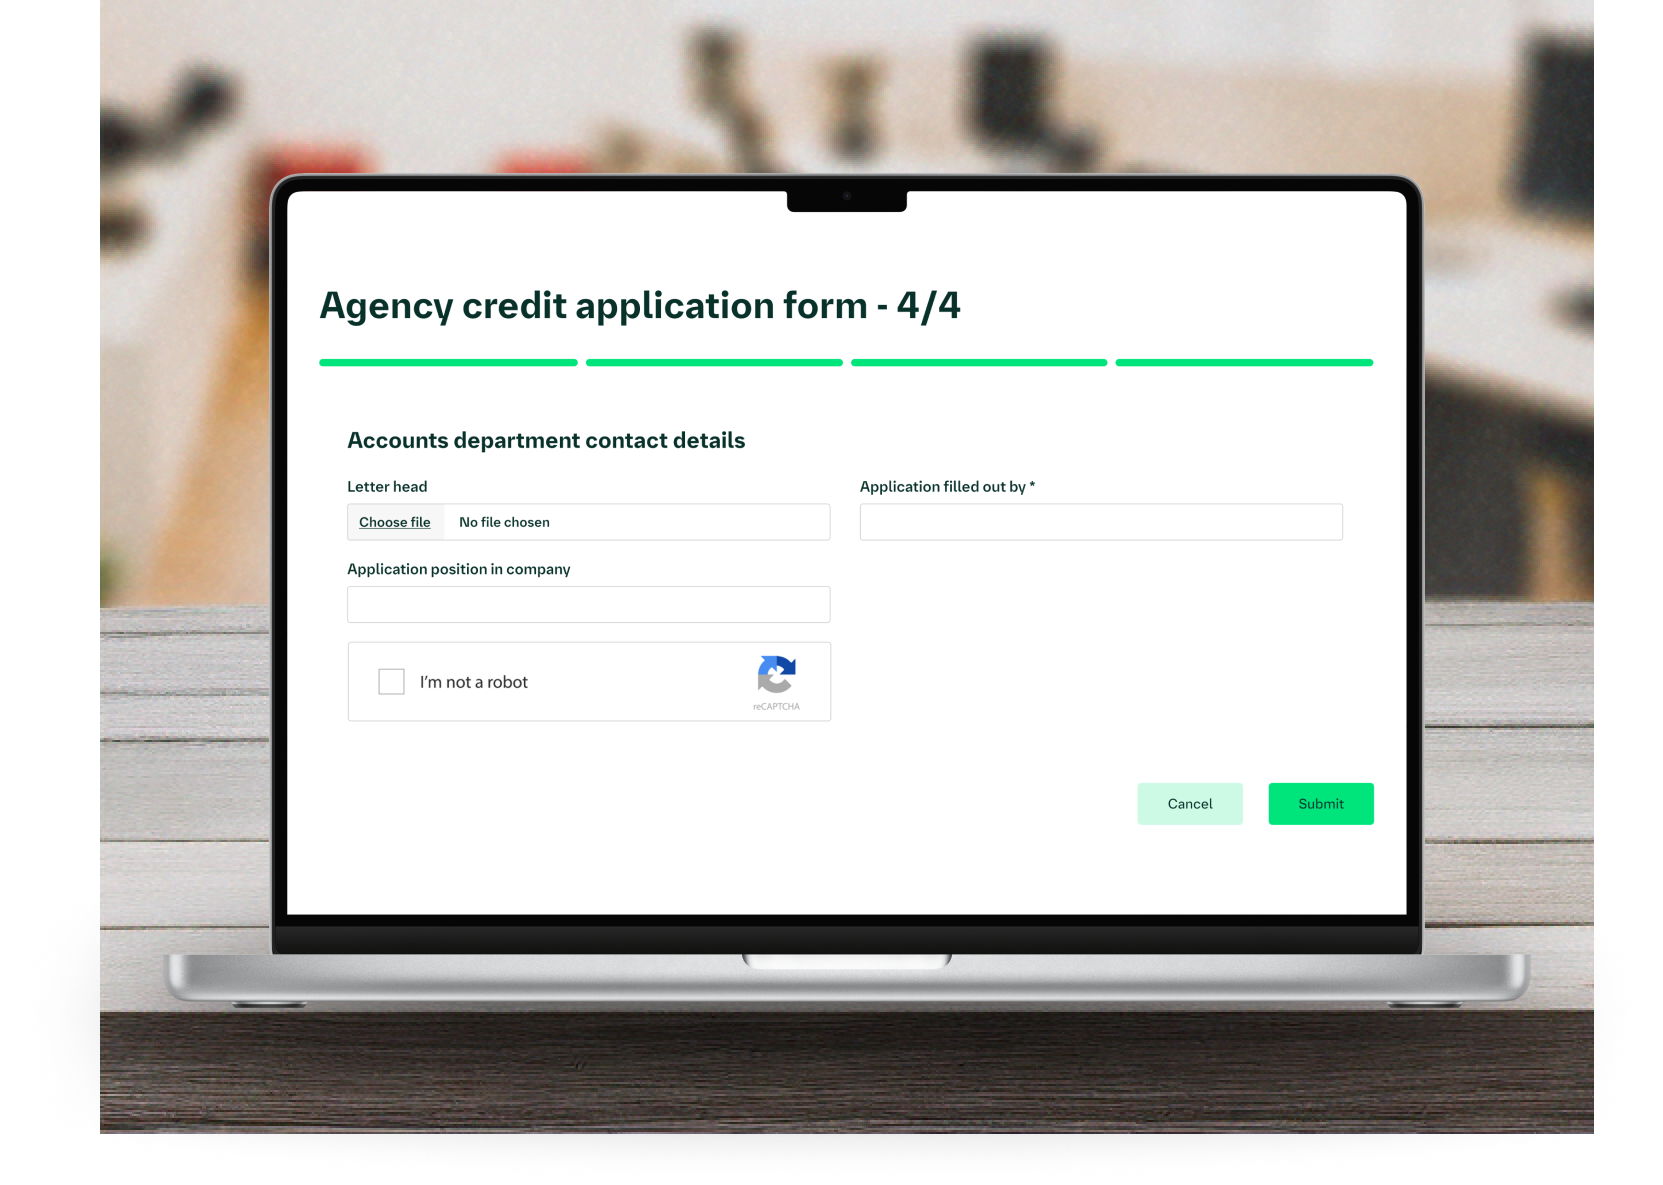 Agency credit application form - 4/4
Accounts department contact details
Letter head
Application filled out by *
Choose file No file chosen
Application position in company
I'm not a robot
reCAPTCHA
Cancel
Submit